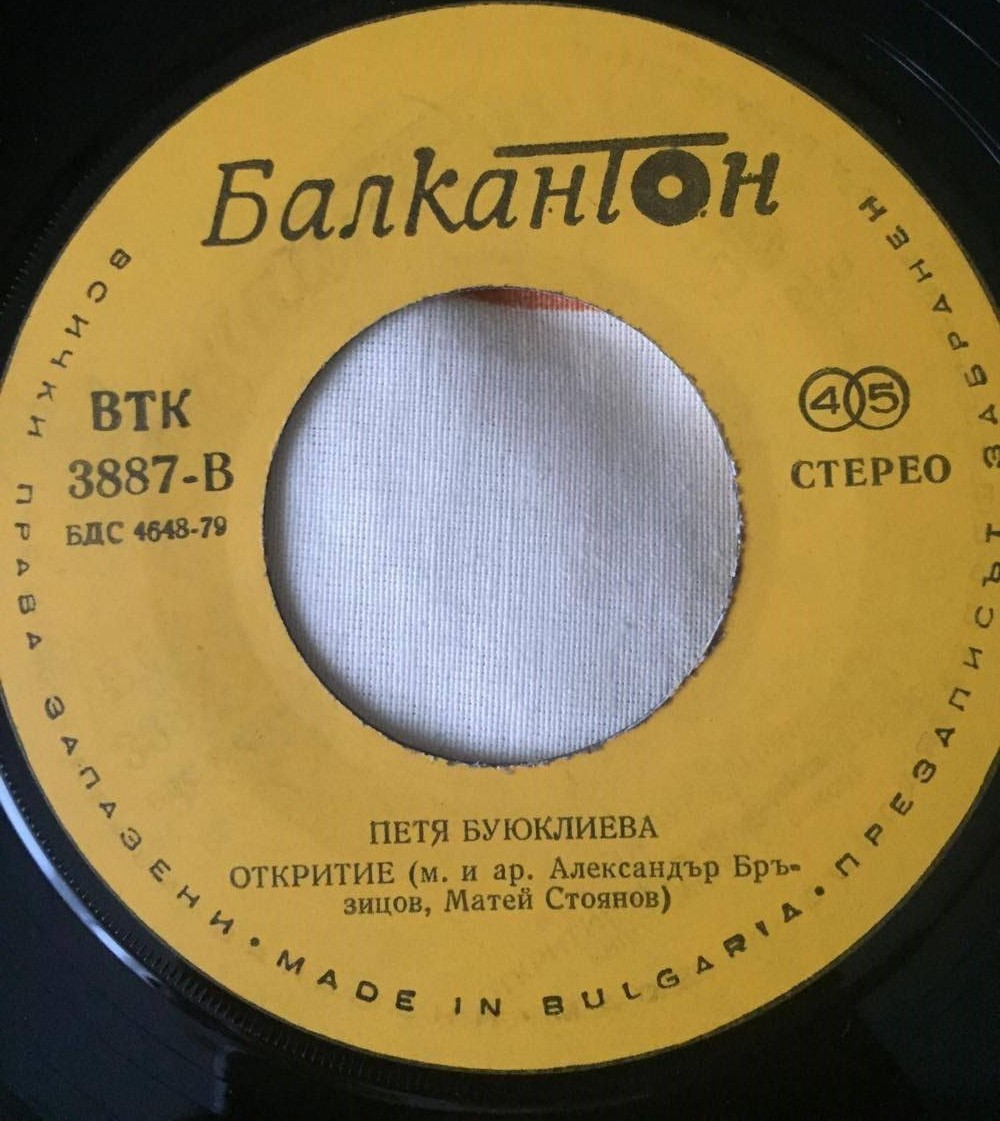 Балкантон
ВТК
3887-В
БДС 4648-79
45
СТЕРЕО
ПЕТЯ БУЮКЛИЕВА
ОТКРИТИЕ (м. и ар. Александър Бръ-
зицов, Матей Стоянов)
ВСИЧКИ ПРАВА ЗАПАЗЕНИ • MADE IN BULGARIA • ПРЕЗАПИСЪТ ЗАБРАНЕН